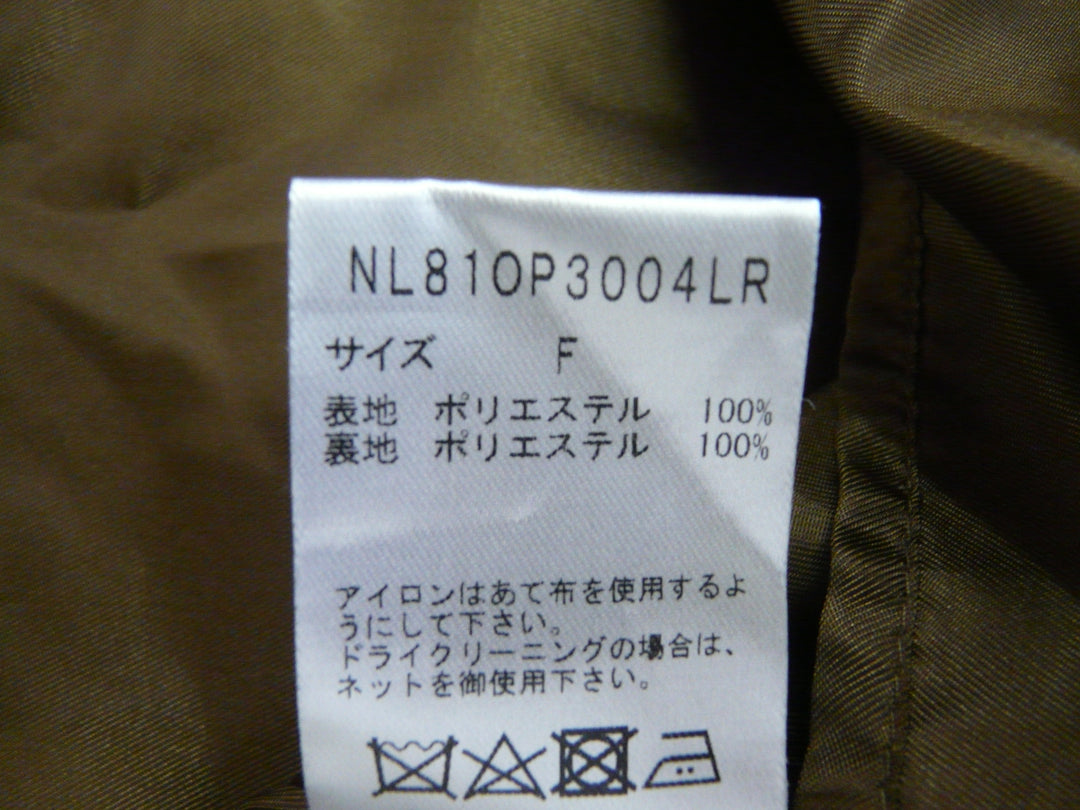 NL810P3004LR
サイズ F
表地 ポリエステル 100%
裏地 ポリエステル 100%
アイロンはあて布を使用するよ
うにして下さい。
ドライクリーニングの場合は、
ネットを御使用下さい。